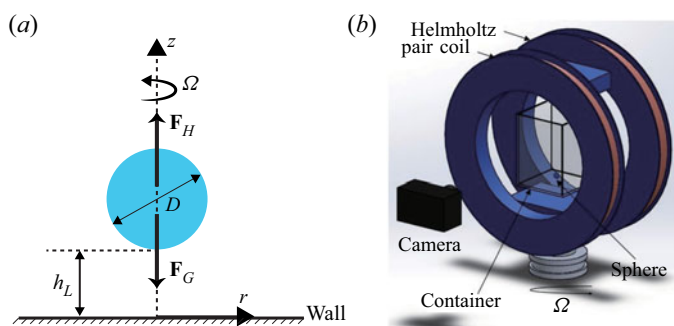 (a)
z
Ω
F_H
D
h_L
F_G
r
Wall
(b)
Helmholtz
pair coil
Camera
Container
Sphere
Ω